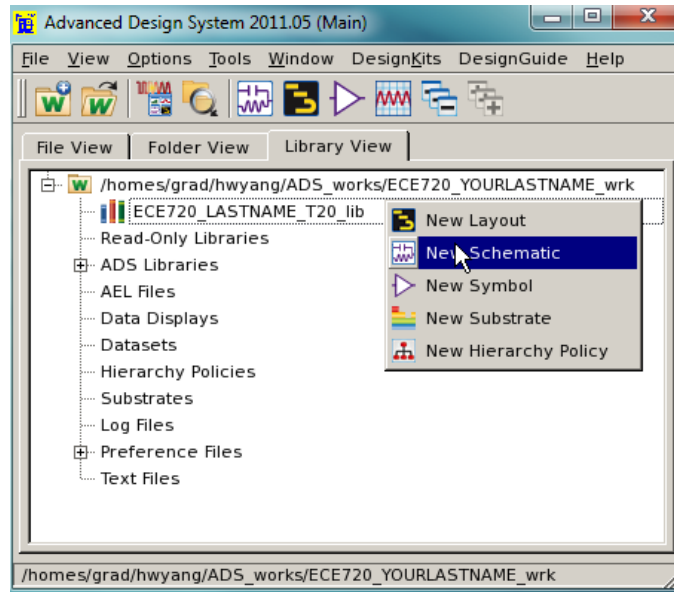 Advanced Design System 2011.05 (Main)
File View Options Tools Window DesignKits DesignGuide Help
File View Folder View Library View
/homes/grad/hwyang/ADS_works/ECE720_YOURLASTNAME_wrk
ECE720_LASTNAME_T20_lib
New Layout
Read-Only Libraries
New Schematic
ADS Libraries
AEL Files
New Symbol
Data Displays
New Substrate
Datasets
New Hierarchy Policy
Hierarchy Policies
Substrates
Log Files
Preference Files
Text Files
/homes/grad/hwyang/ADS_works/ECE720_YOURLASTNAME_wrk